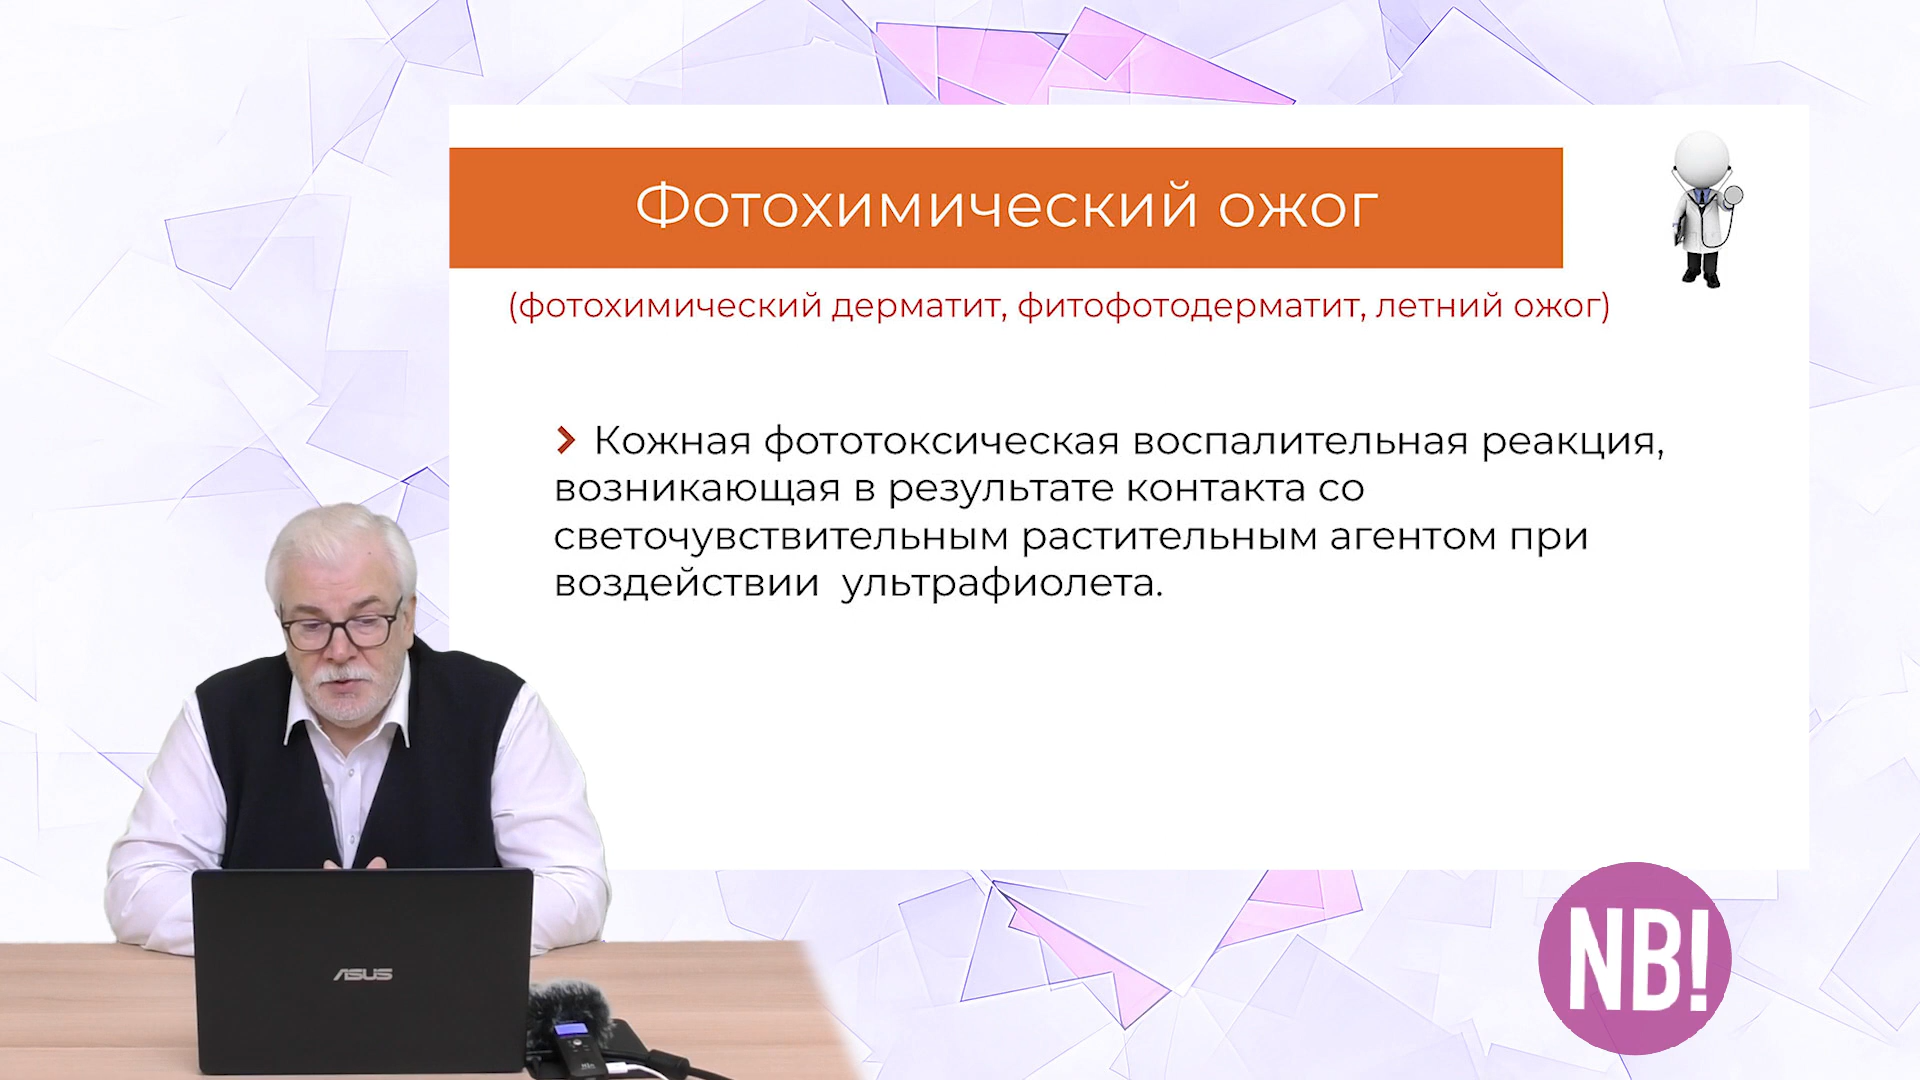 Фотохимический ожог
(фотохимический дерматит, фитофотодерматит, летний ожог)
Кожная фототоксическая воспалительная реакция,
возникающая в результате контакта со
светочувствительным растительным агентом при
воздействии ультрафиолета.
ASUS
NB!